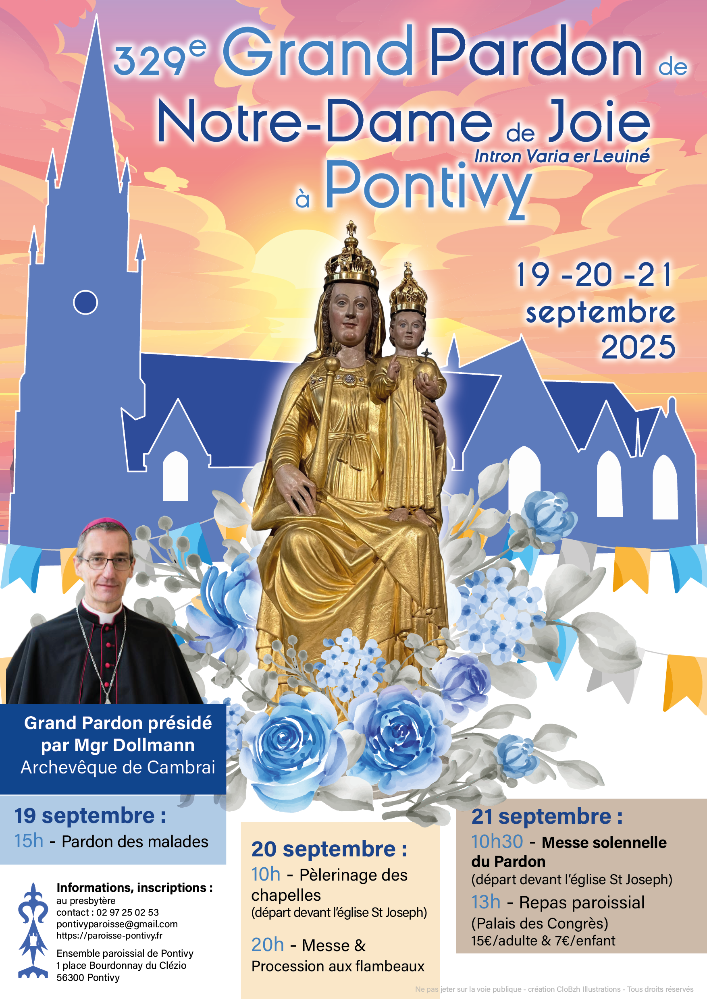 329e Grand Pardon de
Notre-Dame de Joie
Intron Varia er Leuiné
à Pontivy
19 -20 -21
septembre
2025
Grand Pardon présidé
par Mgr Dollmann
Archevêque de Cambrai
19 septembre :
15h - Pardon des malades
Informations, inscriptions :
au presbytère
contact : 02 97 25 02 53
pontivyparoisse@gmail.com
https://paroisse-pontivy.fr
Ensemble paroissial de Pontivy
1 place Bourdonnay du Clézio
56300 Pontivy
20 septembre :
10h - Pèlerinage des
chapelles
(départ devant l'église St Joseph)
20h - Messe &
Procession aux flambeaux
21 septembre :
10h30 - Messe solennelle
du Pardon
(départ devant l'église St Joseph)
13h - Repas paroissial
(Palais des Congrès)
15€/adulte & 7€/enfant
Ne pas jeter sur la voie publique - création CloBzh Illustrations - Tous droits réservés